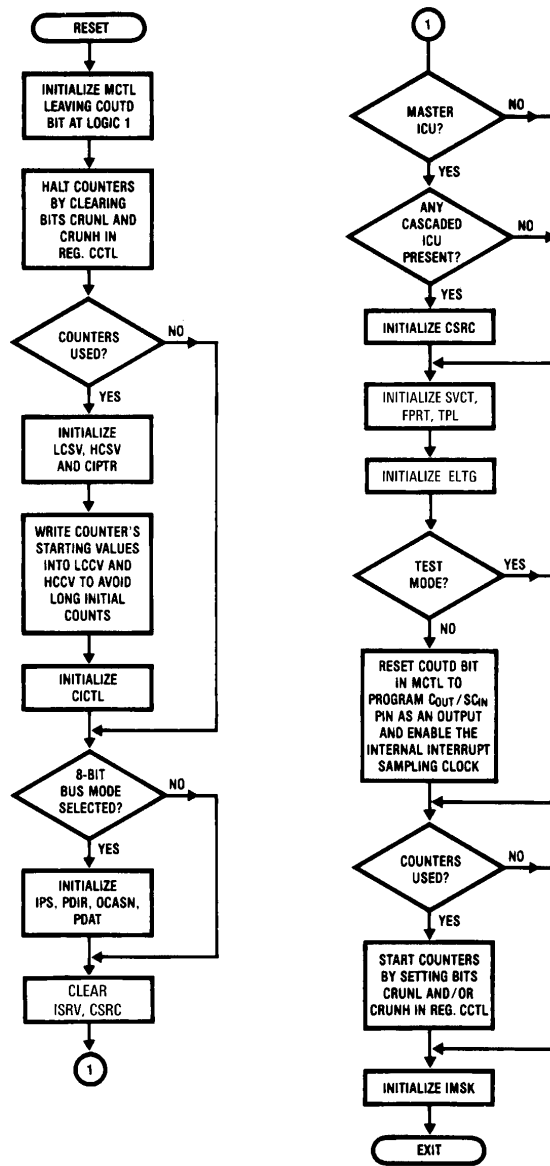 RESET
INITIALIZE MCTL
LEAVING COUTD
BIT AT LOGIC 1
HALT COUNTERS
BY CLEARING
BITS CRUNL AND
CRUNH IN
REG. CCTL
COUNTERS
USED?
NO
YES
INITIALIZE
LCSV, HCSV
AND CIPTR
WRITE COUNTER'S
STARTING VALUES
INTO LCCV AND
HCCV TO AVOID
LONG INITIAL
COUNTS
INITIALIZE
CICTL
8-BIT
BUS MODE
SELECTED?
NO
YES
INITIALIZE
IPS, PDIR, OCASN,
PDAT
CLEAR
ISRV, CSRC
1
1
MASTER
ICU?
NO
YES
ANY
CASCADED
ICU
PRESENT?
NO
YES
INITIALIZE CSRC
INITIALIZE SVCT,
FPRT, TPL
INITIALIZE ELTG
TEST
MODE?
YES
NO
RESET COUTD BIT
IN MCTL TO
PROGRAM COUT/SCIN
PIN AS AN OUTPUT
AND ENABLE THE
INTERNAL INTERRUPT
SAMPLING CLOCK
COUNTERS
USED?
NO
YES
START COUNTERS
BY SETTING BITS
CRUNL AND/OR
CRUNH IN REG. CCTL
INITIALIZE IMSK
EXIT